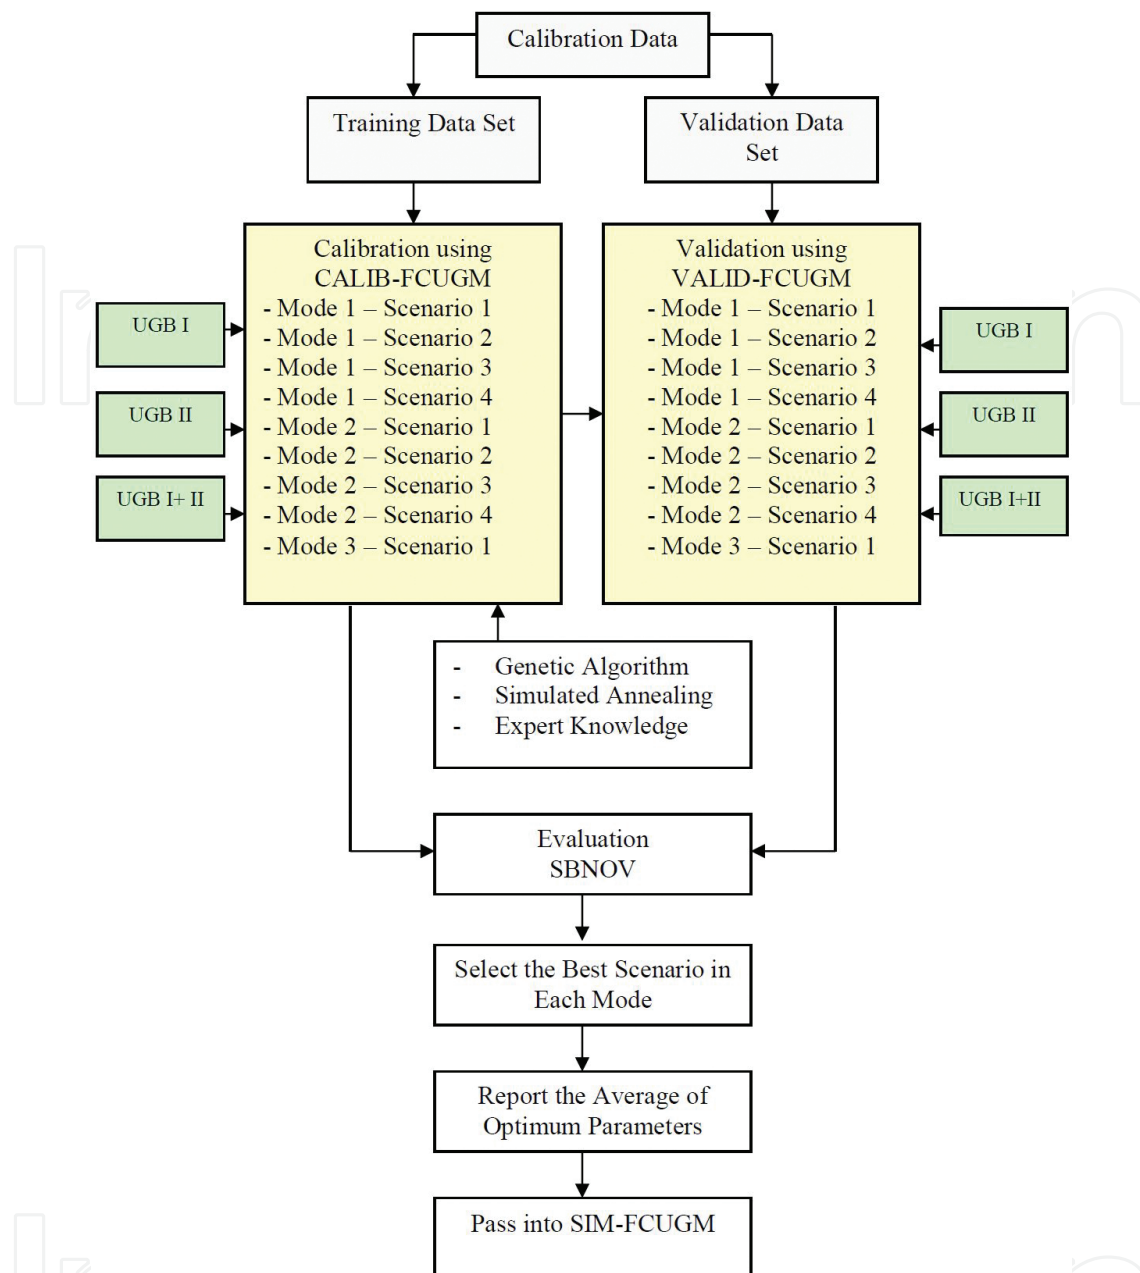 Calibration Data
Training Data Set
Validation Data
Set
Calibration using
CALIB-FCUGM
- Mode 1 – Scenario 1
- Mode 1 – Scenario 2
- Mode 1 – Scenario 3
- Mode 1 – Scenario 4
- Mode 2 – Scenario 1
- Mode 2 – Scenario 2
- Mode 2 – Scenario 3
- Mode 2 – Scenario 4
- Mode 3 – Scenario 1
Validation using
VALID-FCUGM
- Mode 1 – Scenario 1
- Mode 1 – Scenario 2
- Mode 1 – Scenario 3
- Mode 1 – Scenario 4
- Mode 2 – Scenario 1
- Mode 2 – Scenario 2
- Mode 2 – Scenario 3
- Mode 2 – Scenario 4
- Mode 3 – Scenario 1
UGB I
UGB II
UGB I+ II
UGB I
UGB II
UGB I+II
- Genetic Algorithm
- Simulated Annealing
- Expert Knowledge
Evaluation
SBNOV
Select the Best Scenario in
Each Mode
Report the Average of
Optimum Parameters
Pass into SIM-FCUGM